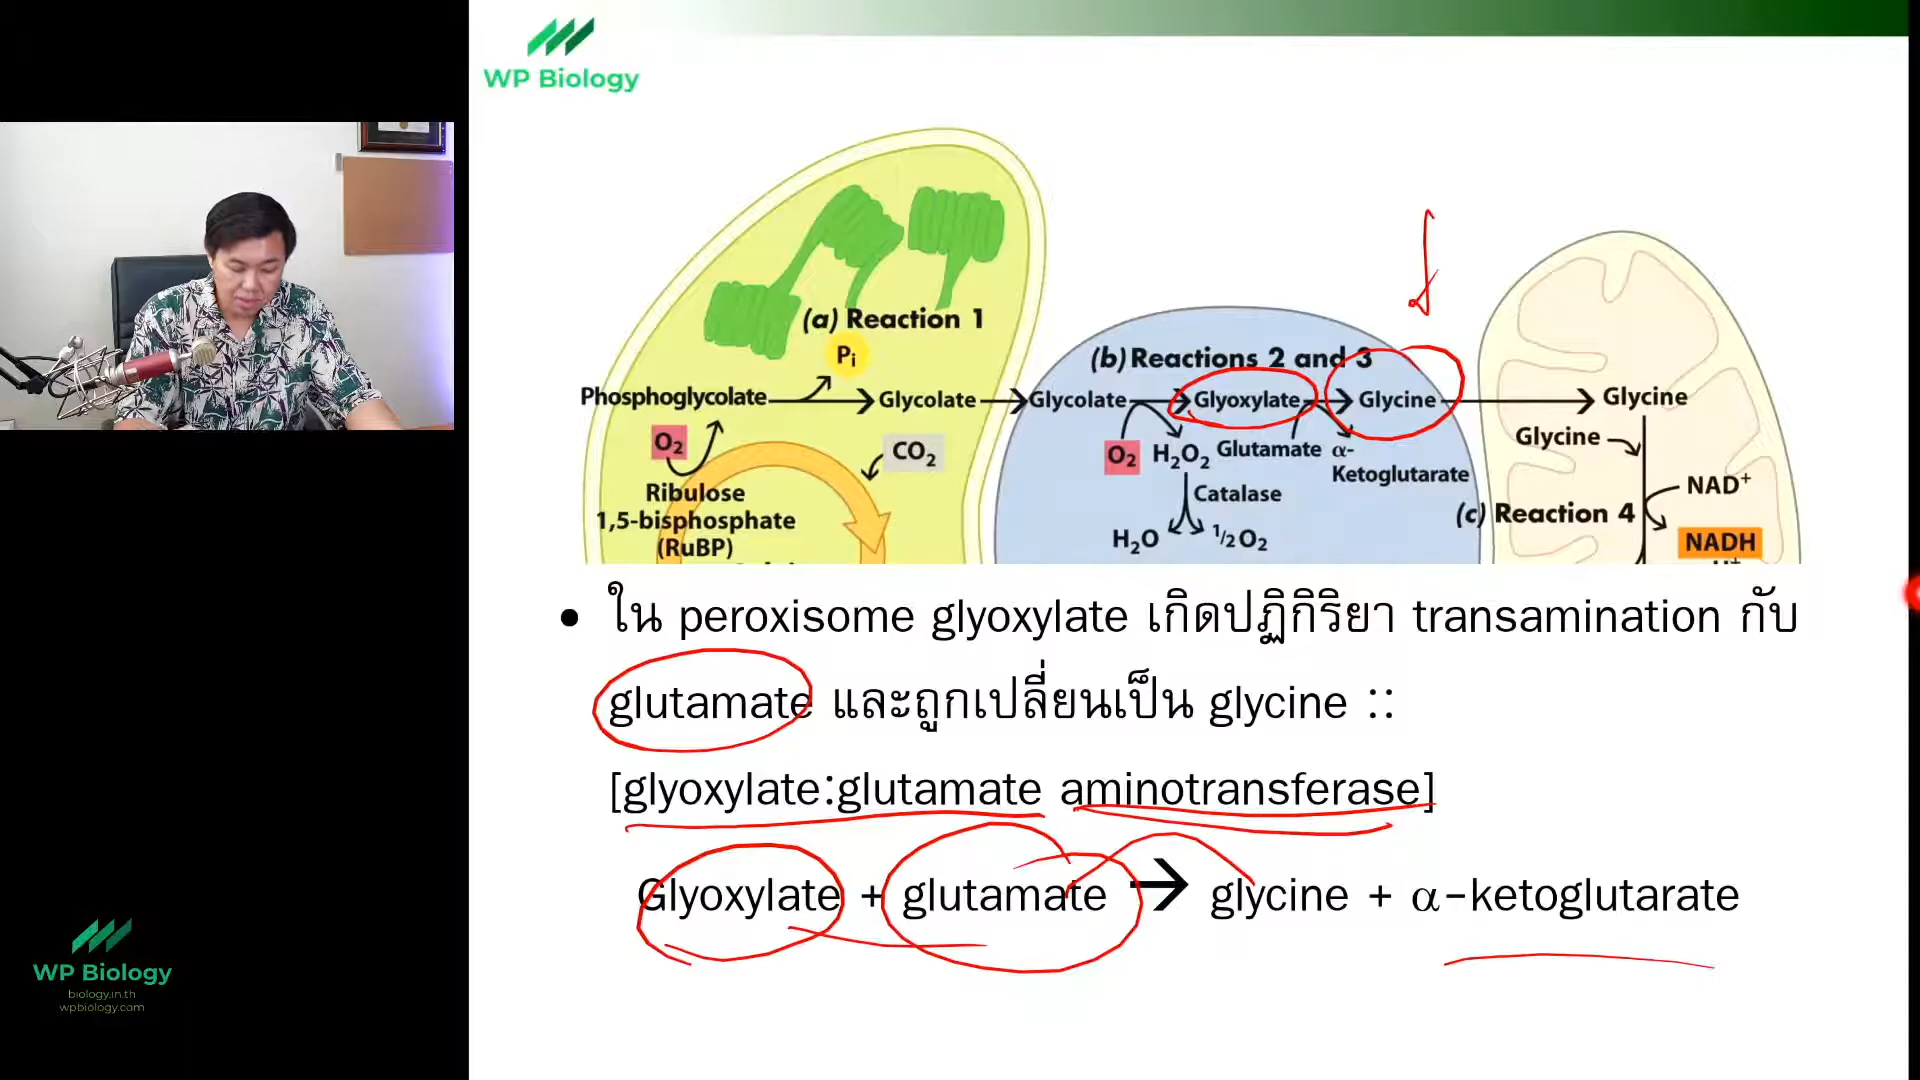 WP Biology
(a) Reaction 1
Pi
Phosphoglycolate
Glycolate
O2
CO2
Ribulose
1,5-bisphosphate
(RuBP)
(b) Reactions 2 and 3
Glycolate
Glyoxylate
Glycine
O2
H2O2
Glutamate
α-
Ketoglutarate
Catalase
H2O
1/2 O2
Glycine
Glycine
NAD+
(c) Reaction 4
NADH
• ใน peroxisome glyoxylate เกิดปฏิกิริยา transamination กับ
glutamate และถูกเปลี่ยนเป็น glycine ::
[glyoxylate:glutamate aminotransferase]
Glyoxylate + glutamate → glycine + α-ketoglutarate
WP Biology
biology.in.th
wpbiology.com